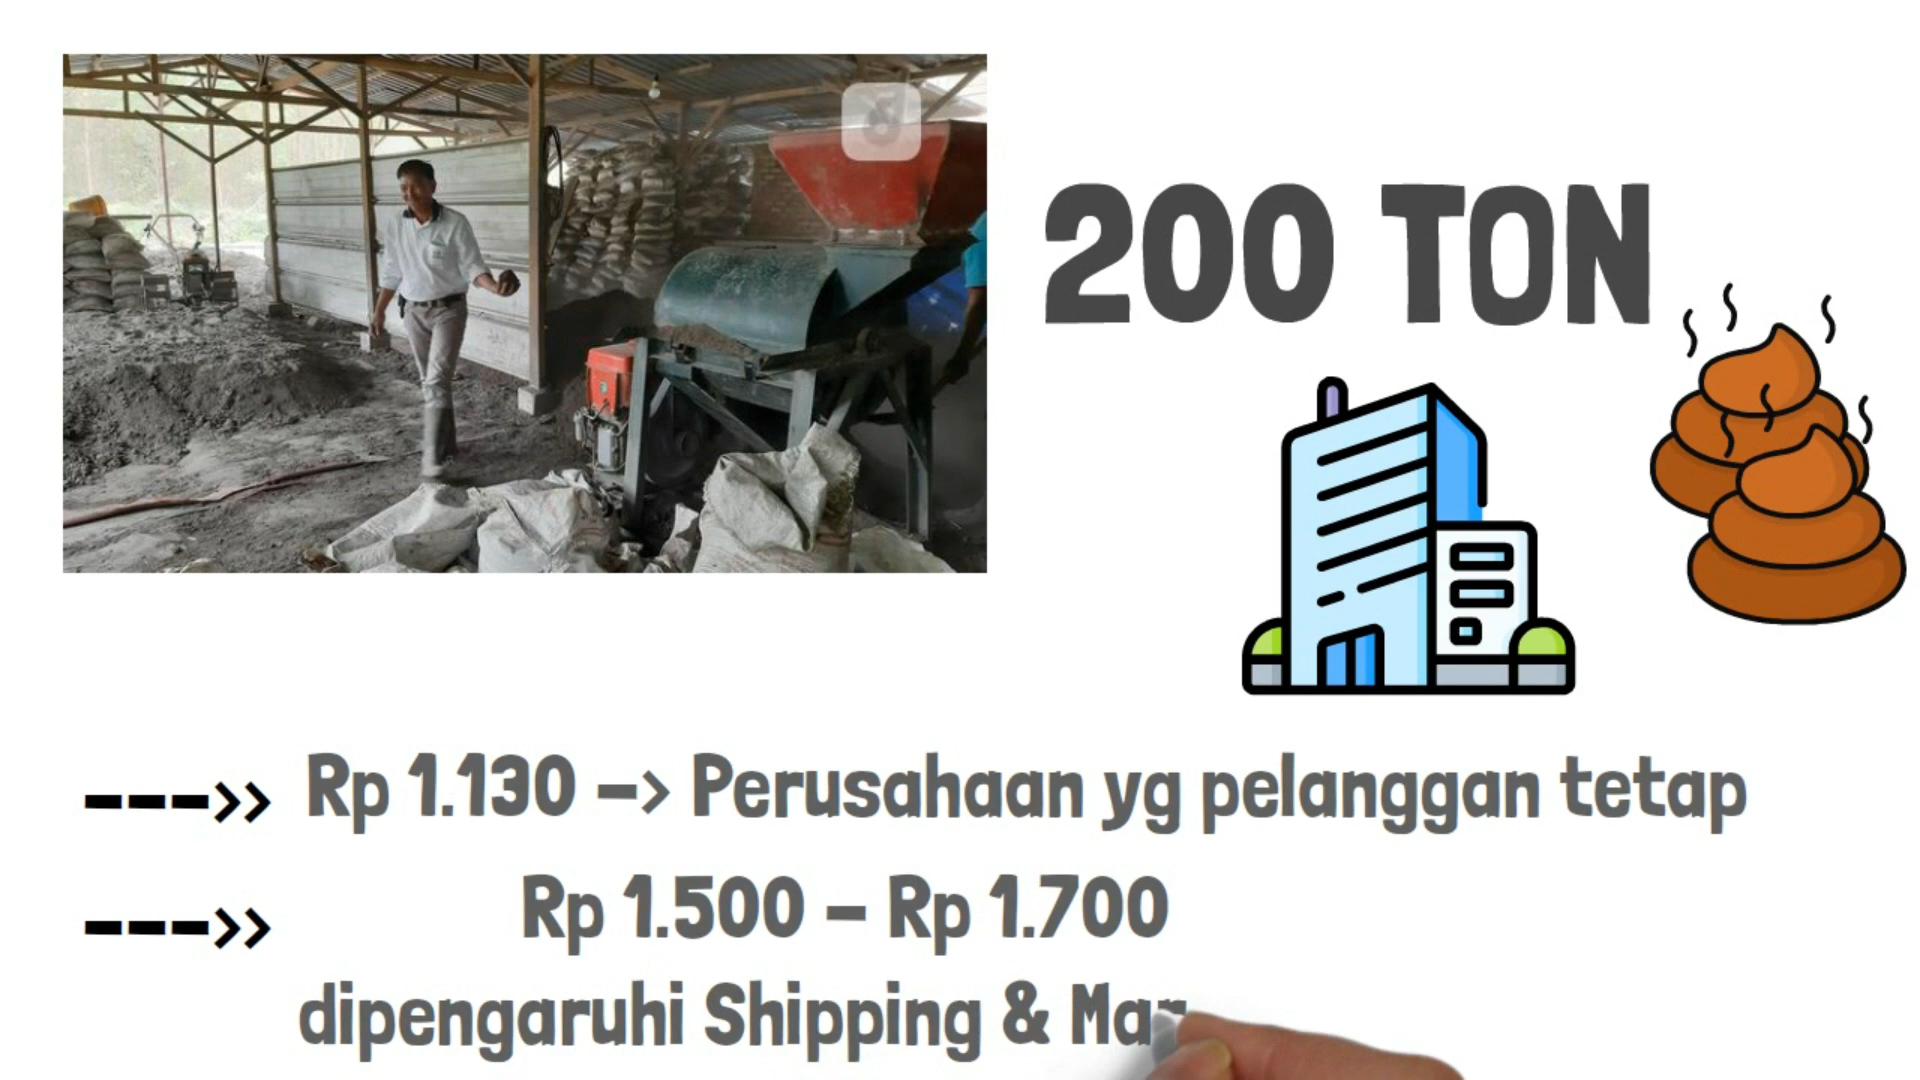 200 TON
--->> Rp 1.130 -> Perusahaan yg pelanggan tetap
--->> Rp 1.500 - Rp 1.700
dipengaruhi Shipping &